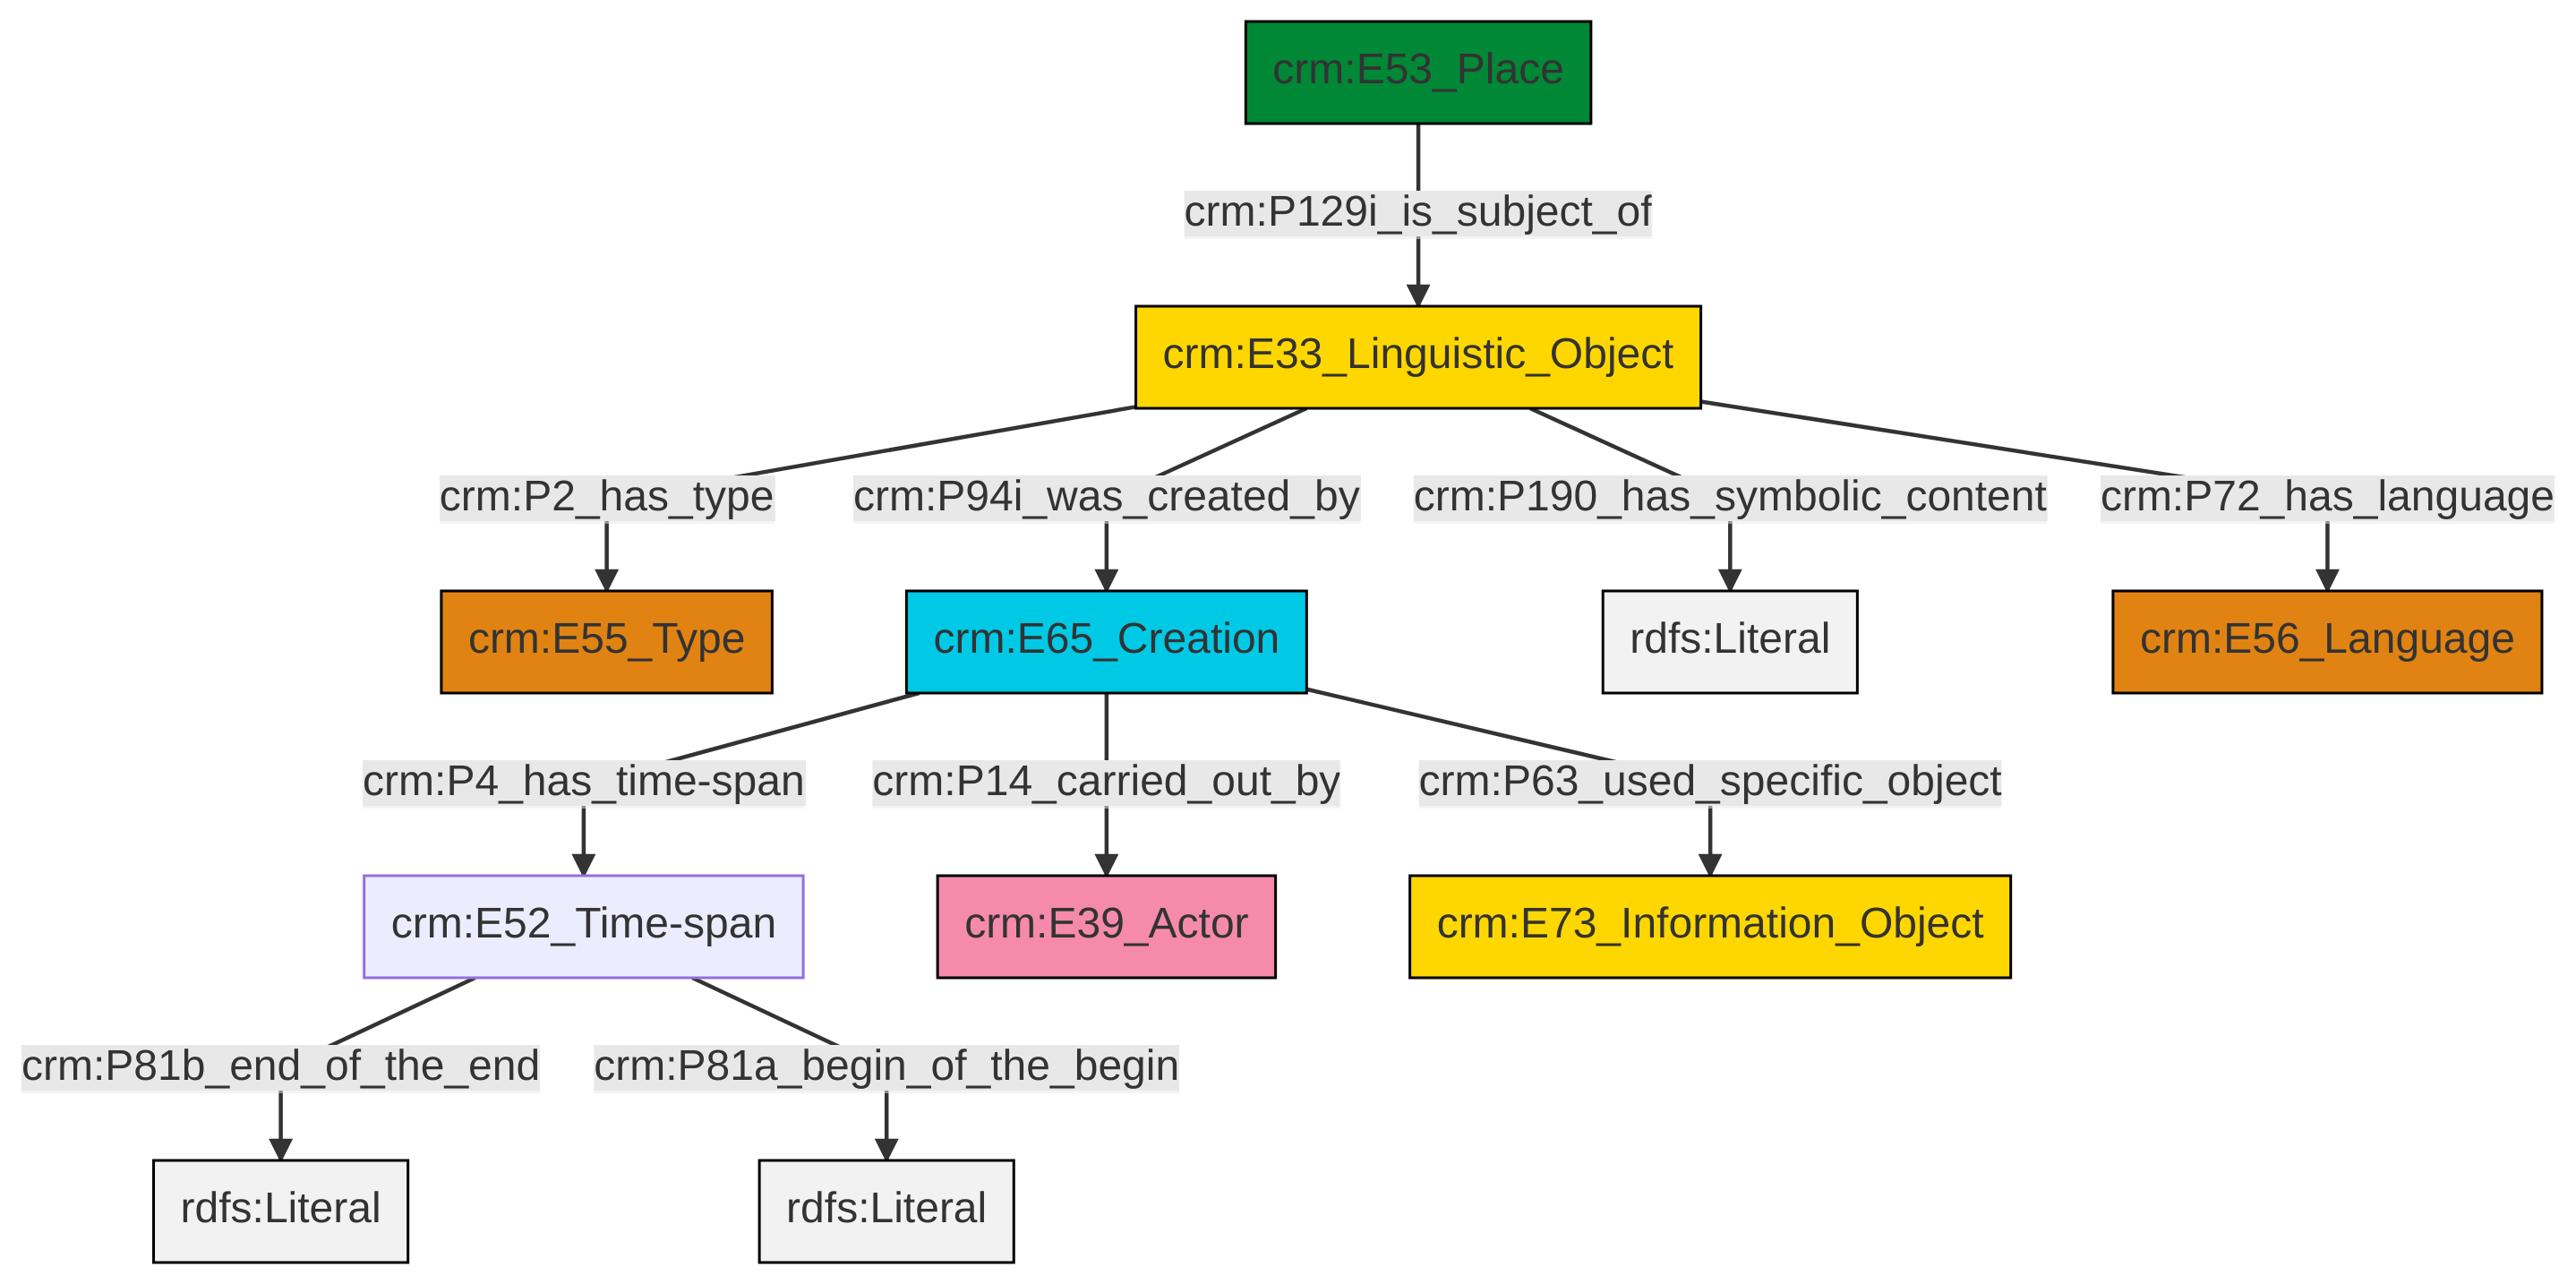 crm:E53_Place
crm:P129i_is_subject_of
crm:E33_Linguistic_Object
crm:P2_has_type
crm:P94i_was_created_by
crm:P190_has_symbolic_content
crm:P72_has_language
crm:E55_Type
crm:E65_Creation
rdfs:Literal
crm:E56_Language
crm:P4_has_time-span
crm:P14_carried_out_by
crm:P63_used_specific_object
crm:E52_Time-span
crm:E39_Actor
crm:E73_Information_Object
crm:P81b_end_of_the_end
crm:P81a_begin_of_the_begin
rdfs:Literal
rdfs:Literal